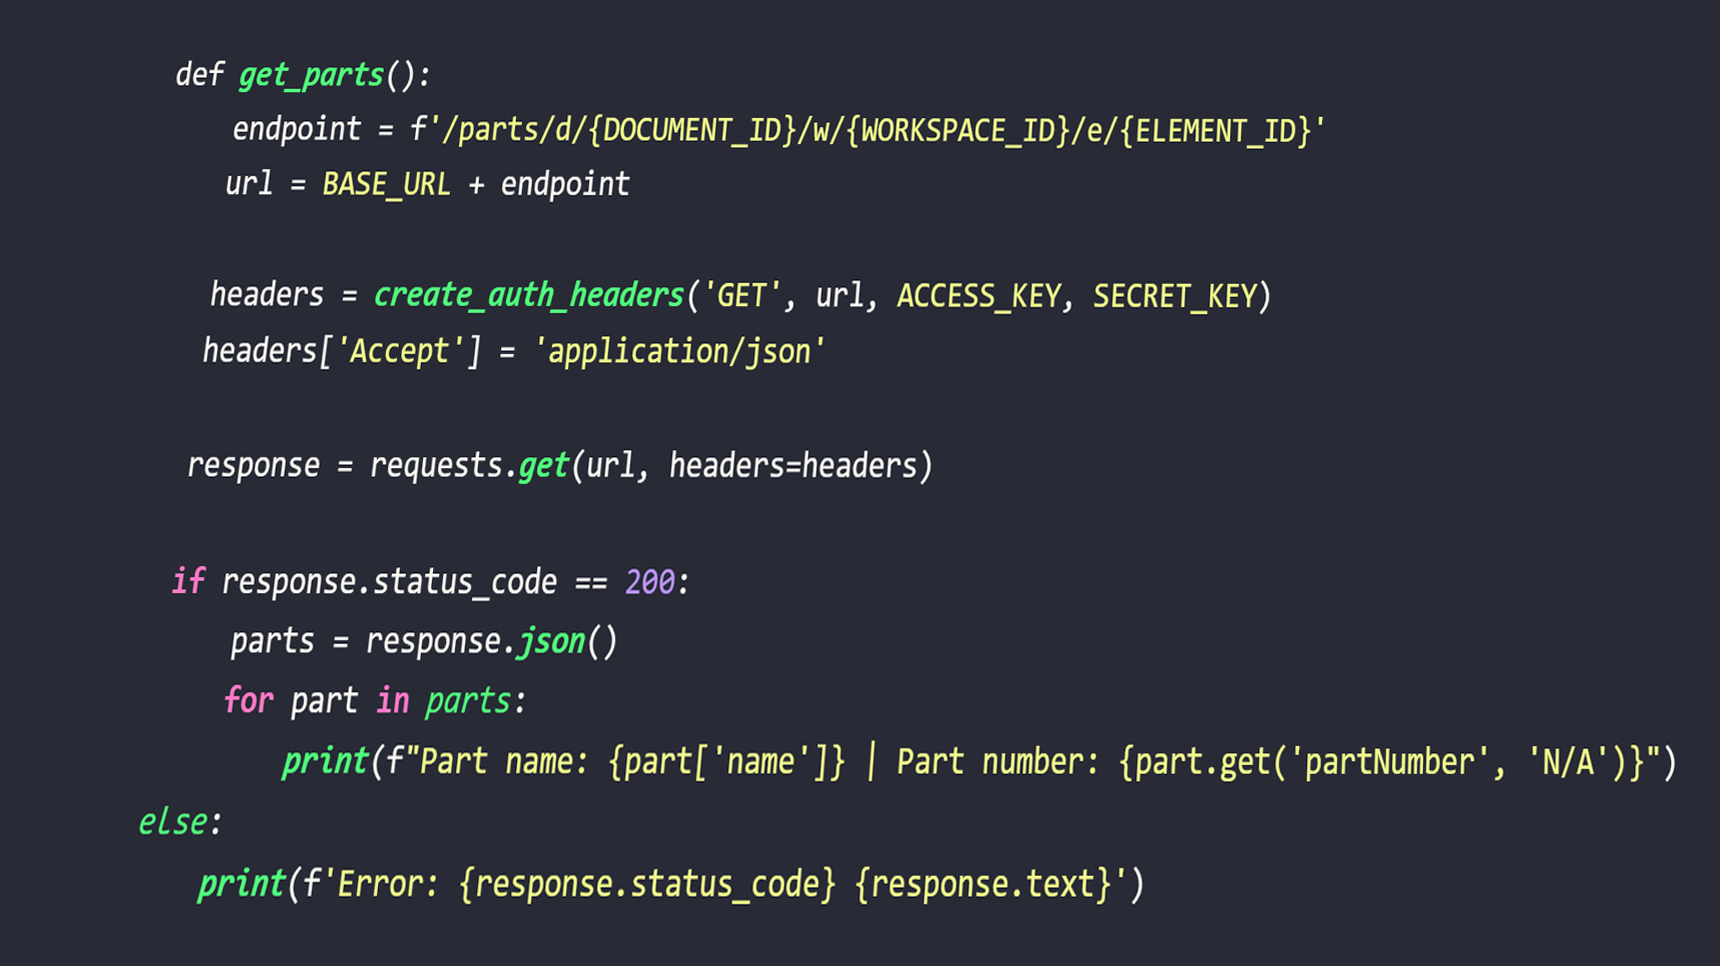 def get_parts():
    endpoint = f'/parts/d/{DOCUMENT_ID}/w/{WORKSPACE_ID}/e/{ELEMENT_ID}'
    url = BASE_URL + endpoint

    headers = create_auth_headers('GET', url, ACCESS_KEY, SECRET_KEY)
    headers['Accept'] = 'application/json'

    response = requests.get(url, headers=headers)

    if response.status_code == 200:
        parts = response.json()
        for part in parts:
            print(f"Part name: {part['name']} | Part number: {part.get('partNumber', 'N/A')}")
    else:
        print(f'Error: {response.status_code} {response.text}')